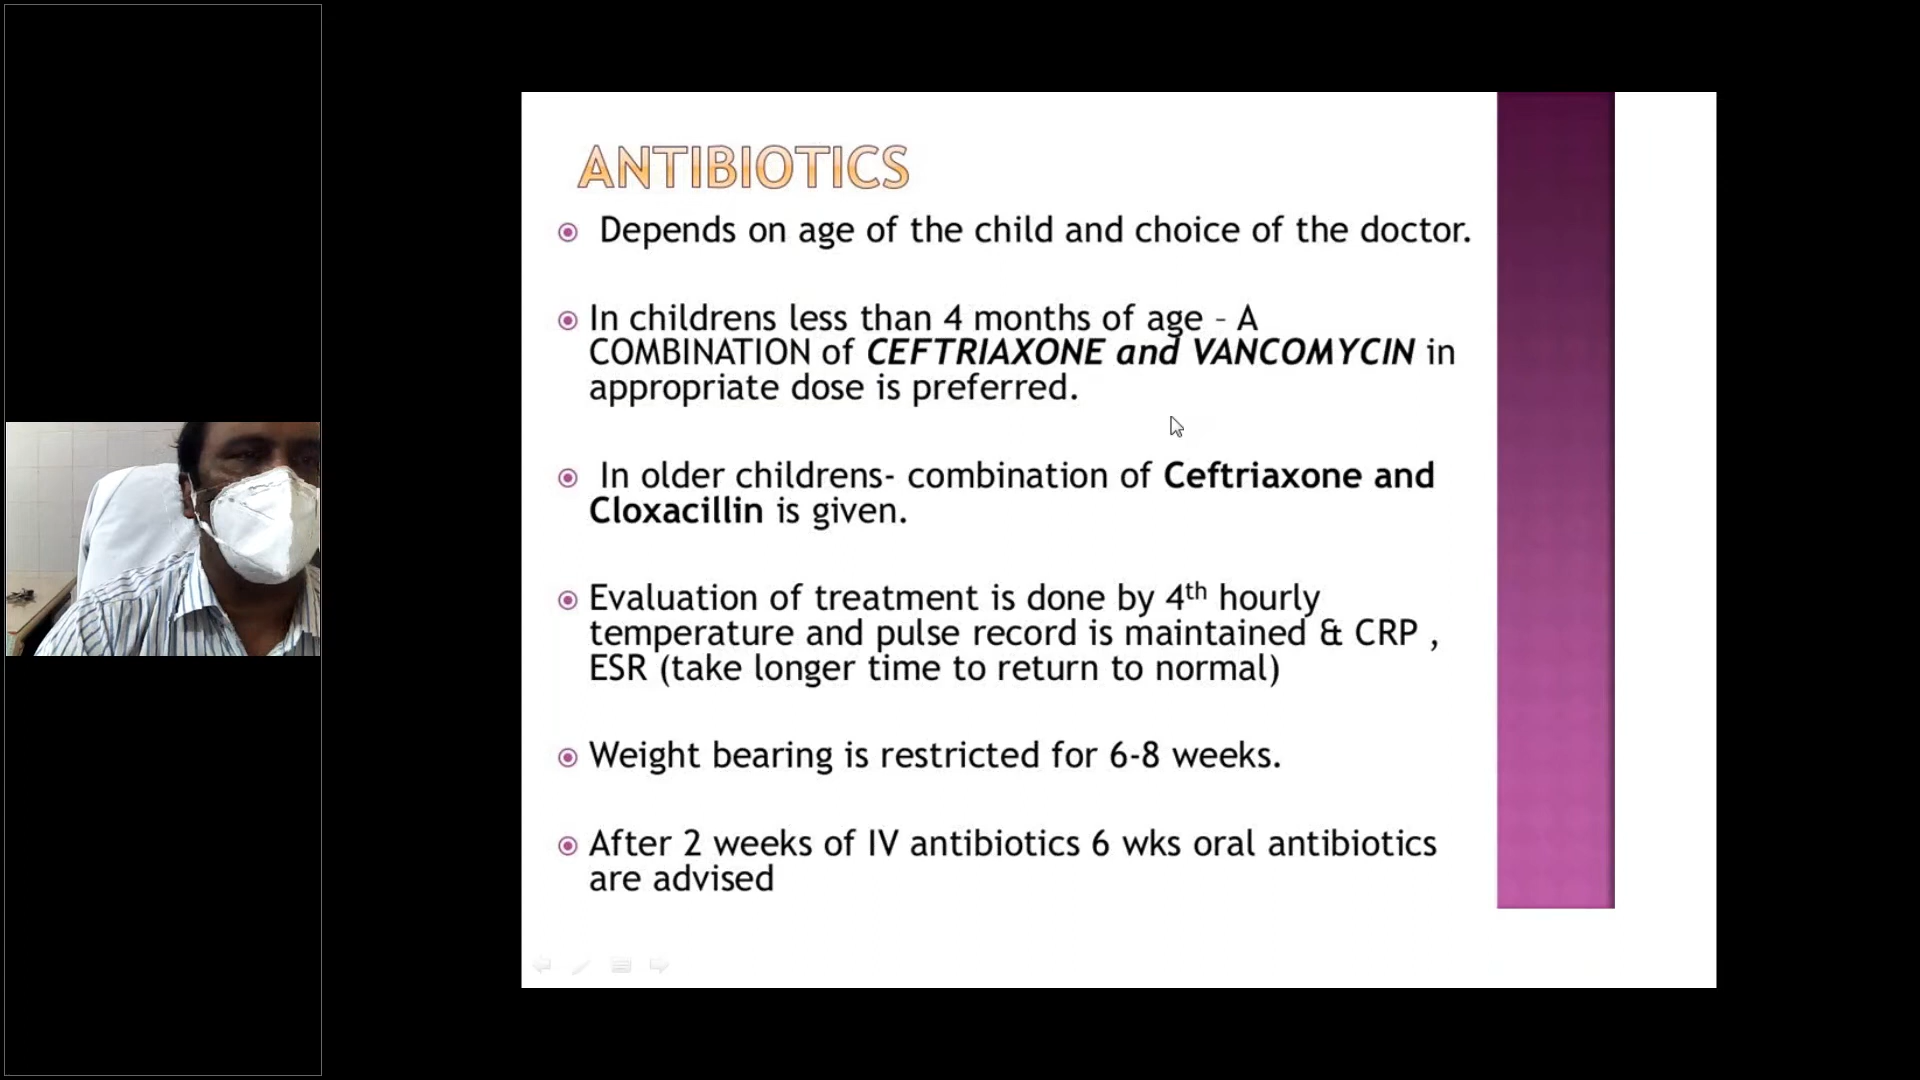 ANTIBIOTICS
Depends on age of the child and choice of the doctor.
In childrens less than 4 months of age – A
COMBINATION of CEFTRIAXONE and VANCOMYCIN in
appropriate dose is preferred.
In older childrens- combination of Ceftriaxone and
Cloxacillin is given.
Evaluation of treatment is done by 4th hourly
temperature and pulse record is maintained & CRP ,
ESR (take longer time to return to normal)
Weight bearing is restricted for 6-8 weeks.
After 2 weeks of IV antibiotics 6 wks oral antibiotics
are advised